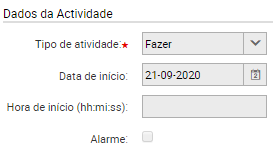 Dados da Actividade
Tipo de atividade:★ Fazer
Data de início: 21-09-2020
Hora de início (hh:mi:ss):
Alarme: